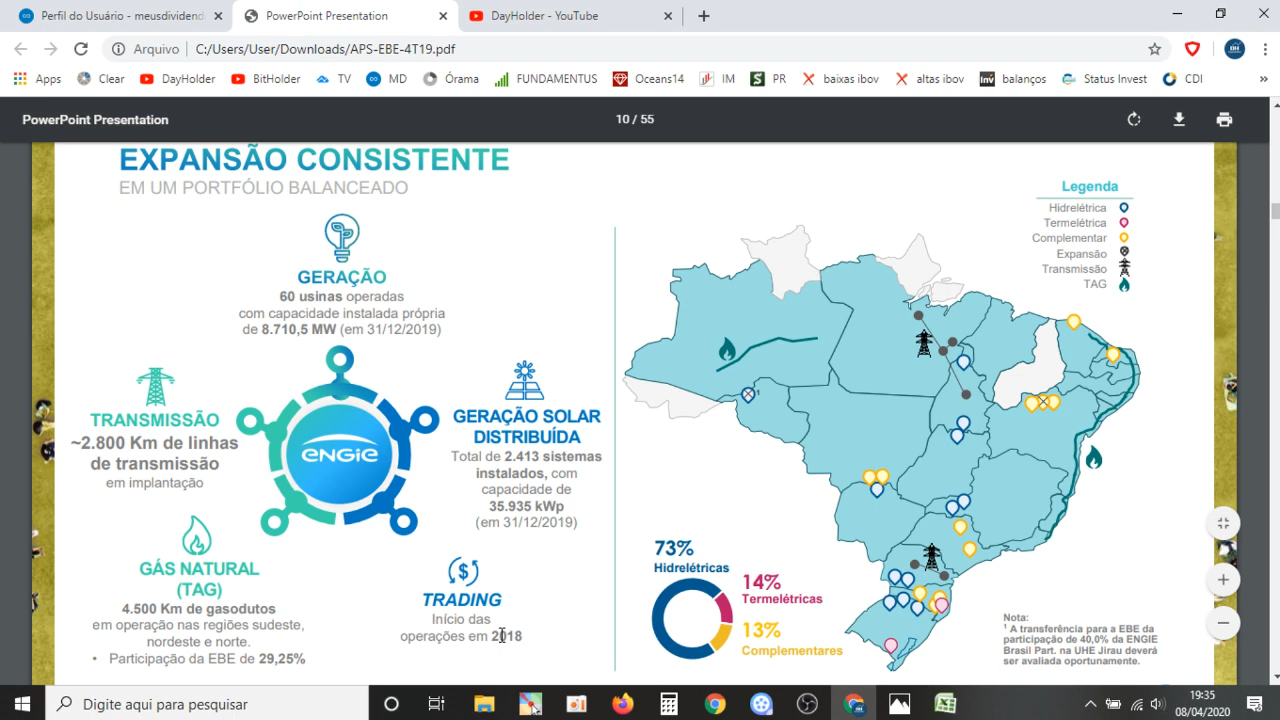 Perfil do Usuário - meusdividend
PowerPoint Presentation
DayHolder - YouTube
Arquivo
C:/Users/User/Downloads/APS-EBE-4T19.pdf
Apps
Clear
DayHolder
BitHolder
TV
MD
Órama
FUNDAMENTUS
Oceans14
IM
PR
baixas ibov
altas ibov
balanços
Status Invest
CDI
»
PowerPoint Presentation
10 / 55
EXPANSÃO CONSISTENTE
EM UM PORTFÓLIO BALANCEADO
GERAÇÃO
60 usinas operadas
com capacidade instalada própria
de 8.710,5 MW (em 31/12/2019)
TRANSMISSÃO
~2.800 Km de linhas
de transmissão
em implantação
GERAÇÃO SOLAR
DISTRIBUÍDA
Total de 2.413 sistemas
instalados, com
capacidade de
35.935 kWp
(em 31/12/2019)
ENGIE
GÁS NATURAL
(TAG)
4.500 Km de gasodutos
em operação nas regiões sudeste,
nordeste e norte.
• Participação da EBE de 29,25%
TRADING
Início das
operações em 2018
Legenda
Hidrelétrica
Termelétrica
Complementar
Expansão
Transmissão
TAG
1
73%
Hidrelétricas
14%
Termelétricas
13%
Complementares
Nota:
¹ A transferência para a EBE da
participação de 40,0% da ENGIE
Brasil Part. na UHE Jirau deverá
ser avaliada oportunamente.
Digite aqui para pesquisar
19:35
08/04/2020